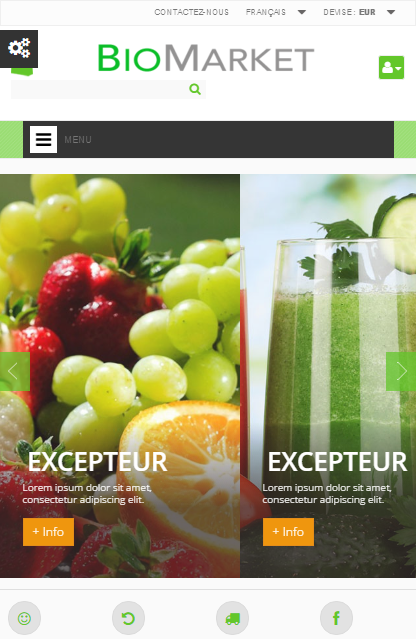 CONTACTEZ-NOUS FRANÇAIS DEVISE : EUR
BIOMARKET
MENU
EXCEPTEUR
Lorem ipsum dolor sit amet,
consectetur adipiscing elit.
+ Info
EXCEPTEUR
Lorem ipsum dolor sit amet,
consectetur adipiscing elit.
+ Info